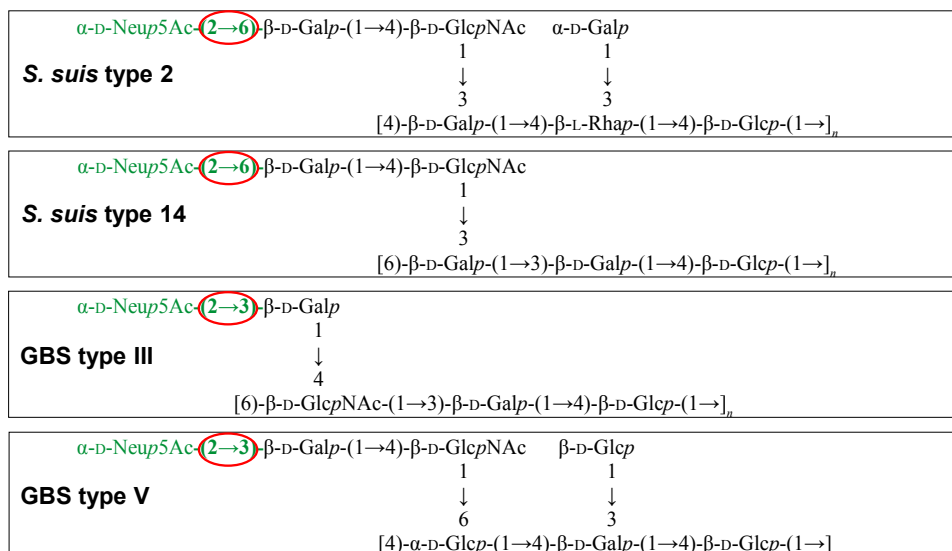 α-D-Neup5Ac-(2→6)-β-D-Galp-(1→4)-β-D-GlcpNAc α-D-Galp
1 1
S. suis type 2
↓ ↓
3 3
[4)-β-D-Galp-(1→4)-β-L-Rhap-(1→4)-β-D-Glcp-(1→]n
α-D-Neup5Ac-(2→6)-β-D-Galp-(1→4)-β-D-GlcpNAc
1
S. suis type 14
↓
3
[6)-β-D-Galp-(1→3)-β-D-Galp-(1→4)-β-D-Glcp-(1→]n
α-D-Neup5Ac-(2→3)-β-D-Galp
1
GBS type III
↓
4
[6)-β-D-GlcpNAc-(1→3)-β-D-Galp-(1→4)-β-D-Glcp-(1→]n
α-D-Neup5Ac-(2→3)-β-D-Galp-(1→4)-β-D-GlcpNAc β-D-Glcp
1 1
GBS type V
↓ ↓
6 3
[4)-α-D-Glcp-(1→4)-β-D-Galp-(1→4)-β-D-Glcp-(1→]